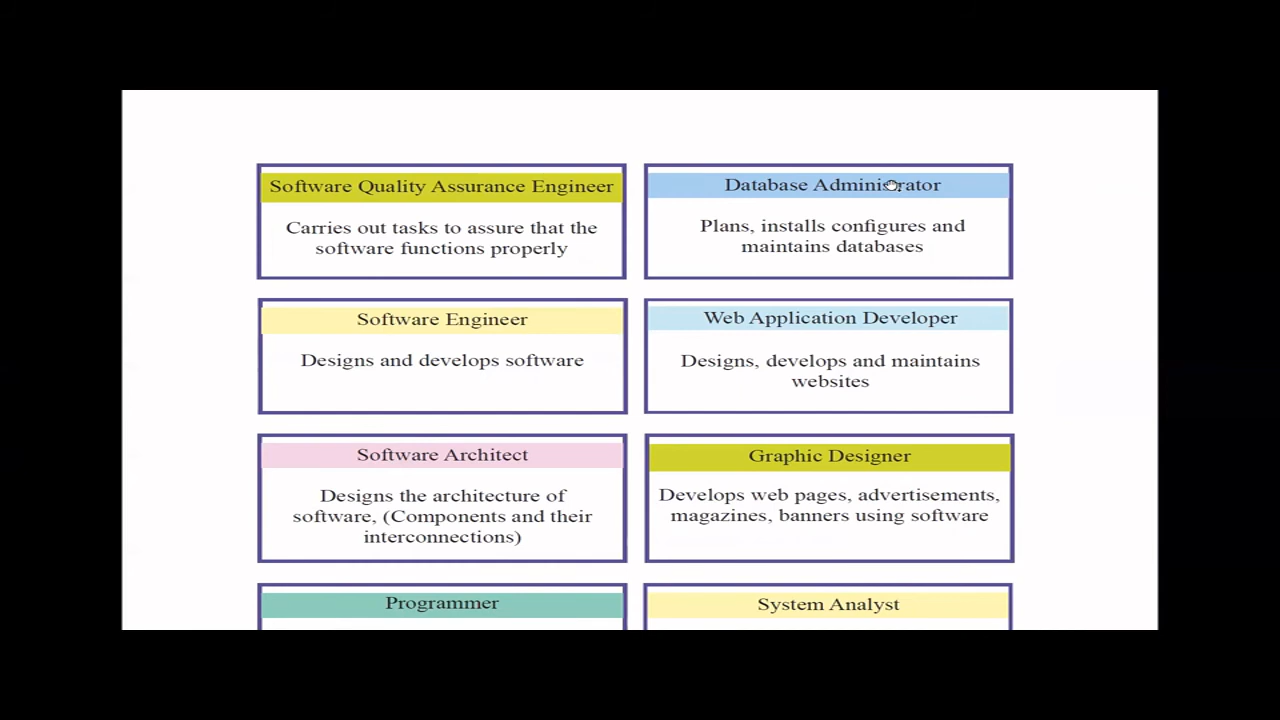 Software Quality Assurance Engineer
Carries out tasks to assure that the
software functions properly
Database Administrator
Plans, installs configures and
maintains databases
Software Engineer
Designs and develops software
Web Application Developer
Designs, develops and maintains
websites
Software Architect
Designs the architecture of
software, (Components and their
interconnections)
Graphic Designer
Develops web pages, advertisements,
magazines, banners using software
Programmer
System Analyst